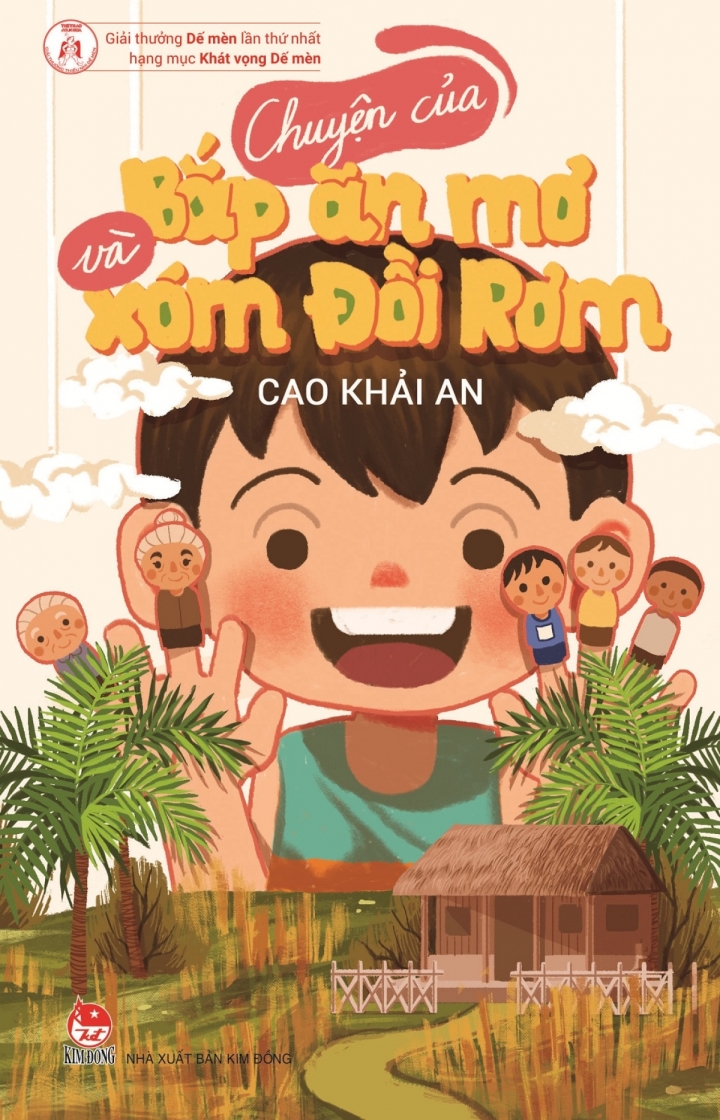 Giải thưởng Dế mèn lần thứ nhất
hạng mục Khát vọng Dế mèn
Chuyện của
Bắp ăn mơ
và
xóm Đồi Rơm
CAO KHẢI AN
KIM ĐỒNG
NHÀ XUẤT BẢN KIM ĐỒNG